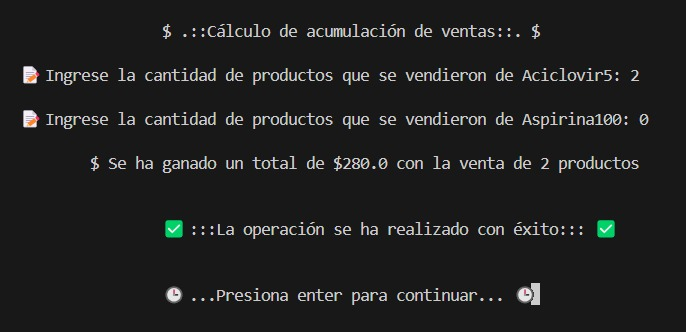 $ .::Cálculo de acumulación de ventas::. $
📝 Ingrese la cantidad de productos que se vendieron de Aciclovir5: 2
📝 Ingrese la cantidad de productos que se vendieron de Aspirina100: 0
$ Se ha ganado un total de $280.0 con la venta de 2 productos
✅ :::La operación se ha realizado con éxito::: ✅
🕒 ...Presiona enter para continuar... 🕒